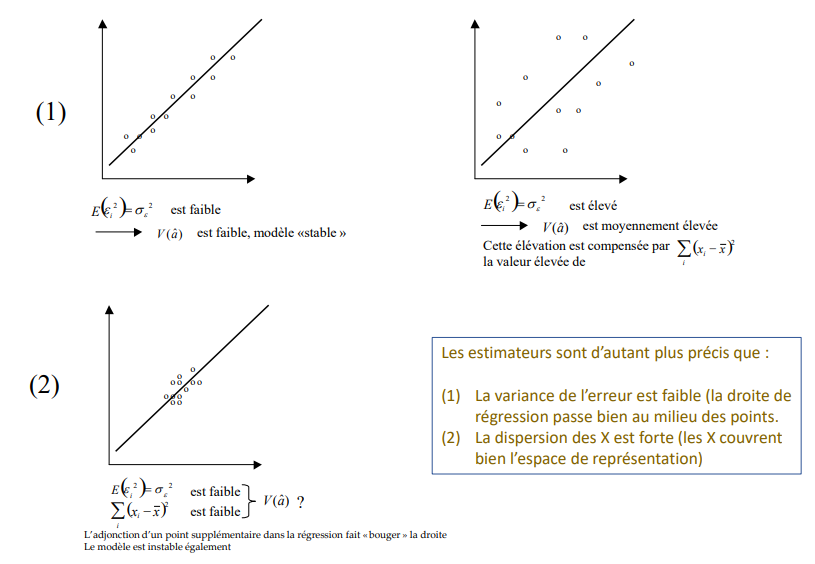 (1)
E(ε_i²) = σ_ε² est faible
V(â) est faible, modèle «stable »
E(ε_i²) = σ_ε² est élevé
V(â) est moyennement élevée
Cette élévation est compensée par ∑_i (x_i − x̄)²
la valeur élevée de
(2)
E(ε_i²) = σ_ε² est faible
∑_i (x_i − x̄)² est faible
V(â) ?
L'adjonction d'un point supplémentaire dans la régression fait « bouger » la droite
Le modèle est instable également
Les estimateurs sont d'autant plus précis que :
(1) La variance de l'erreur est faible (la droite de
régression passe bien au milieu des points.
(2) La dispersion des X est forte (les X couvrent
bien l'espace de représentation)